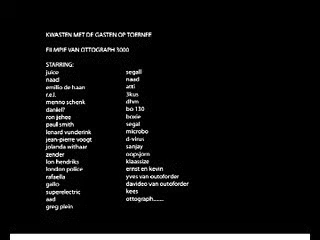 KWASTEN MET DE GASTEN OP TOERNEE
FILMPIE VAN OTTOGRAPH 3000
STARRING:
juice
naad
emilio de haan
r.e.l.
menno schenk
daniel?
ron jehee
paul smith
lenard vunderink
jean-pierre voogt
jolanda withaar
zender
lon hendriks
london police
rafaella
gallo
superelectric
aad
greg plein
segall
naad
atti
3kus
dhm
bo 130
boxie
segal
microbo
d-virus
sanjay
oopsjorn
klaassize
ernst en kevin
yves van outoforder
davideo van outoforder
kees
ottograph......